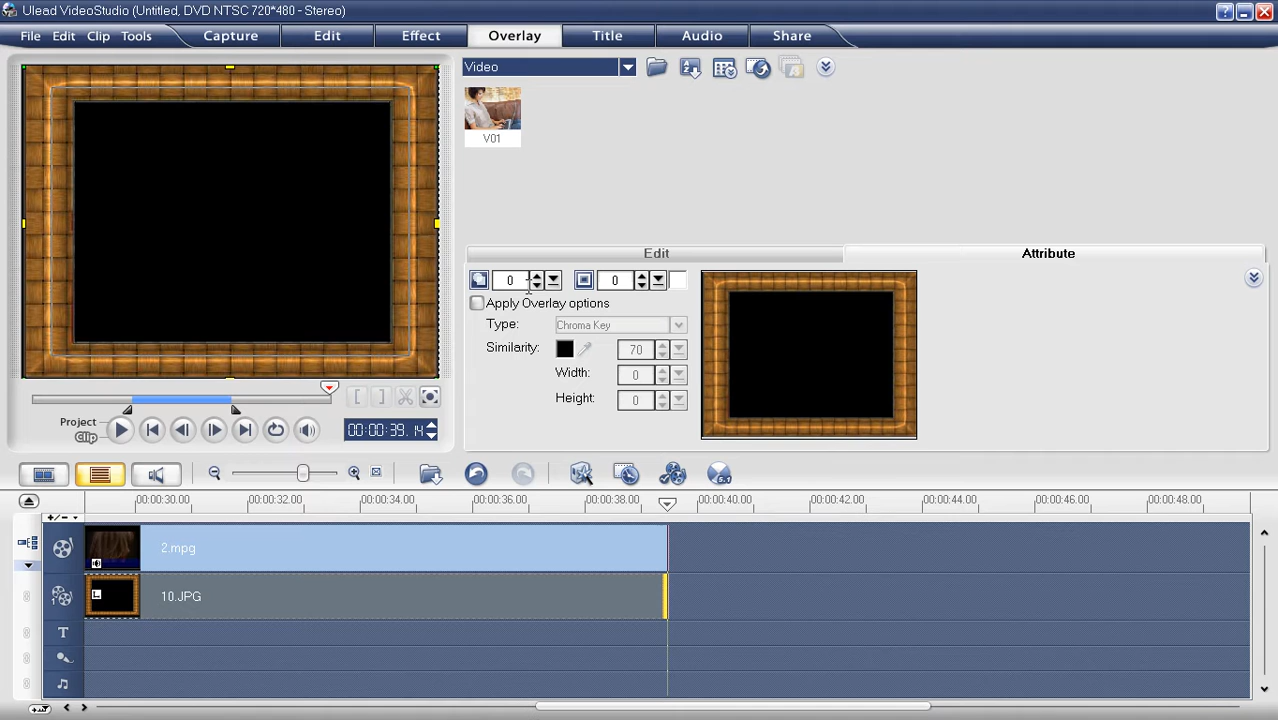 Ulead VideoStudio (Untitled, DVD NTSC 720*480 - Stereo)
File Edit Clip Tools Capture Edit Effect Overlay Title Audio Share
Video
V01
Edit Attribute
0 0
Apply Overlay options
Type: Chroma Key
Similarity: 70
Width: 0
Height: 0
Project
Clip
00:00:39.14
5.1
00:00:30.00 00:00:32.00 00:00:34.00 00:00:36.00 00:00:38.00 00:00:40.00 00:00:42.00 00:00:44.00 00:00:46.00 00:00:48.00
+/-
2.mpg
1 10.JPG
T